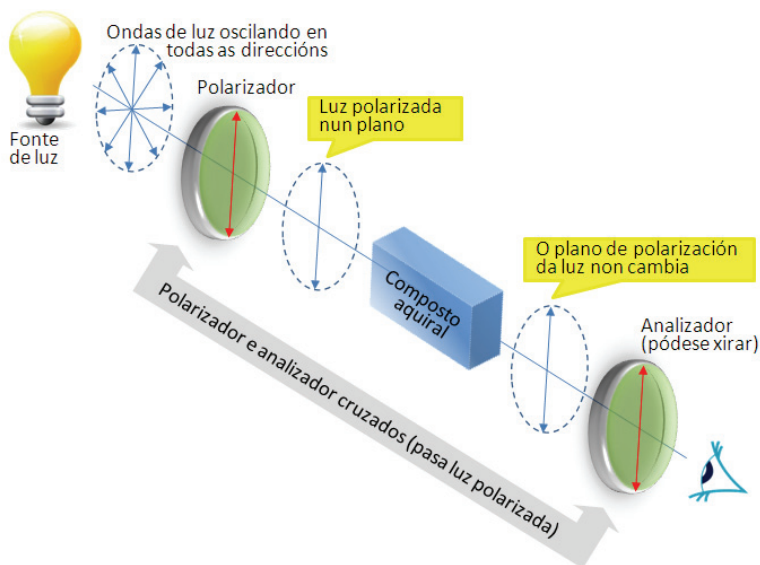 Ondas de luz oscilando en
todas as direccións
Polarizador
Fonte
de luz
Luz polarizada
nun plano
Composto
aquiral
O plano de polarización
da luz non cambia
Analizador
(pódese xirar)
Polarizador e analizador cruzados (pasa luz polarizada)